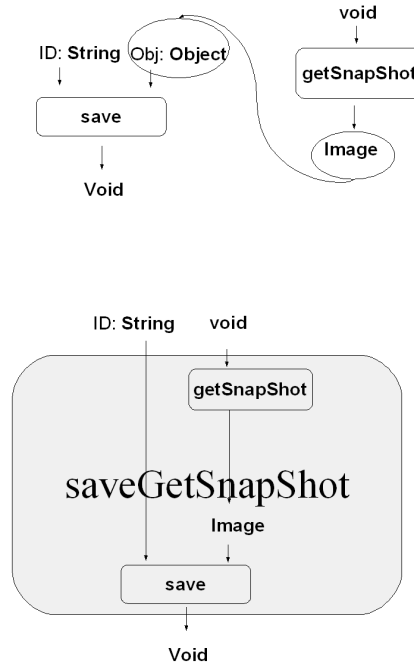 void
ID: String Obj: Object
getSnapShot
save
Image
Void
ID: String void
getSnapShot
saveGetSnapShot
Image
save
Void